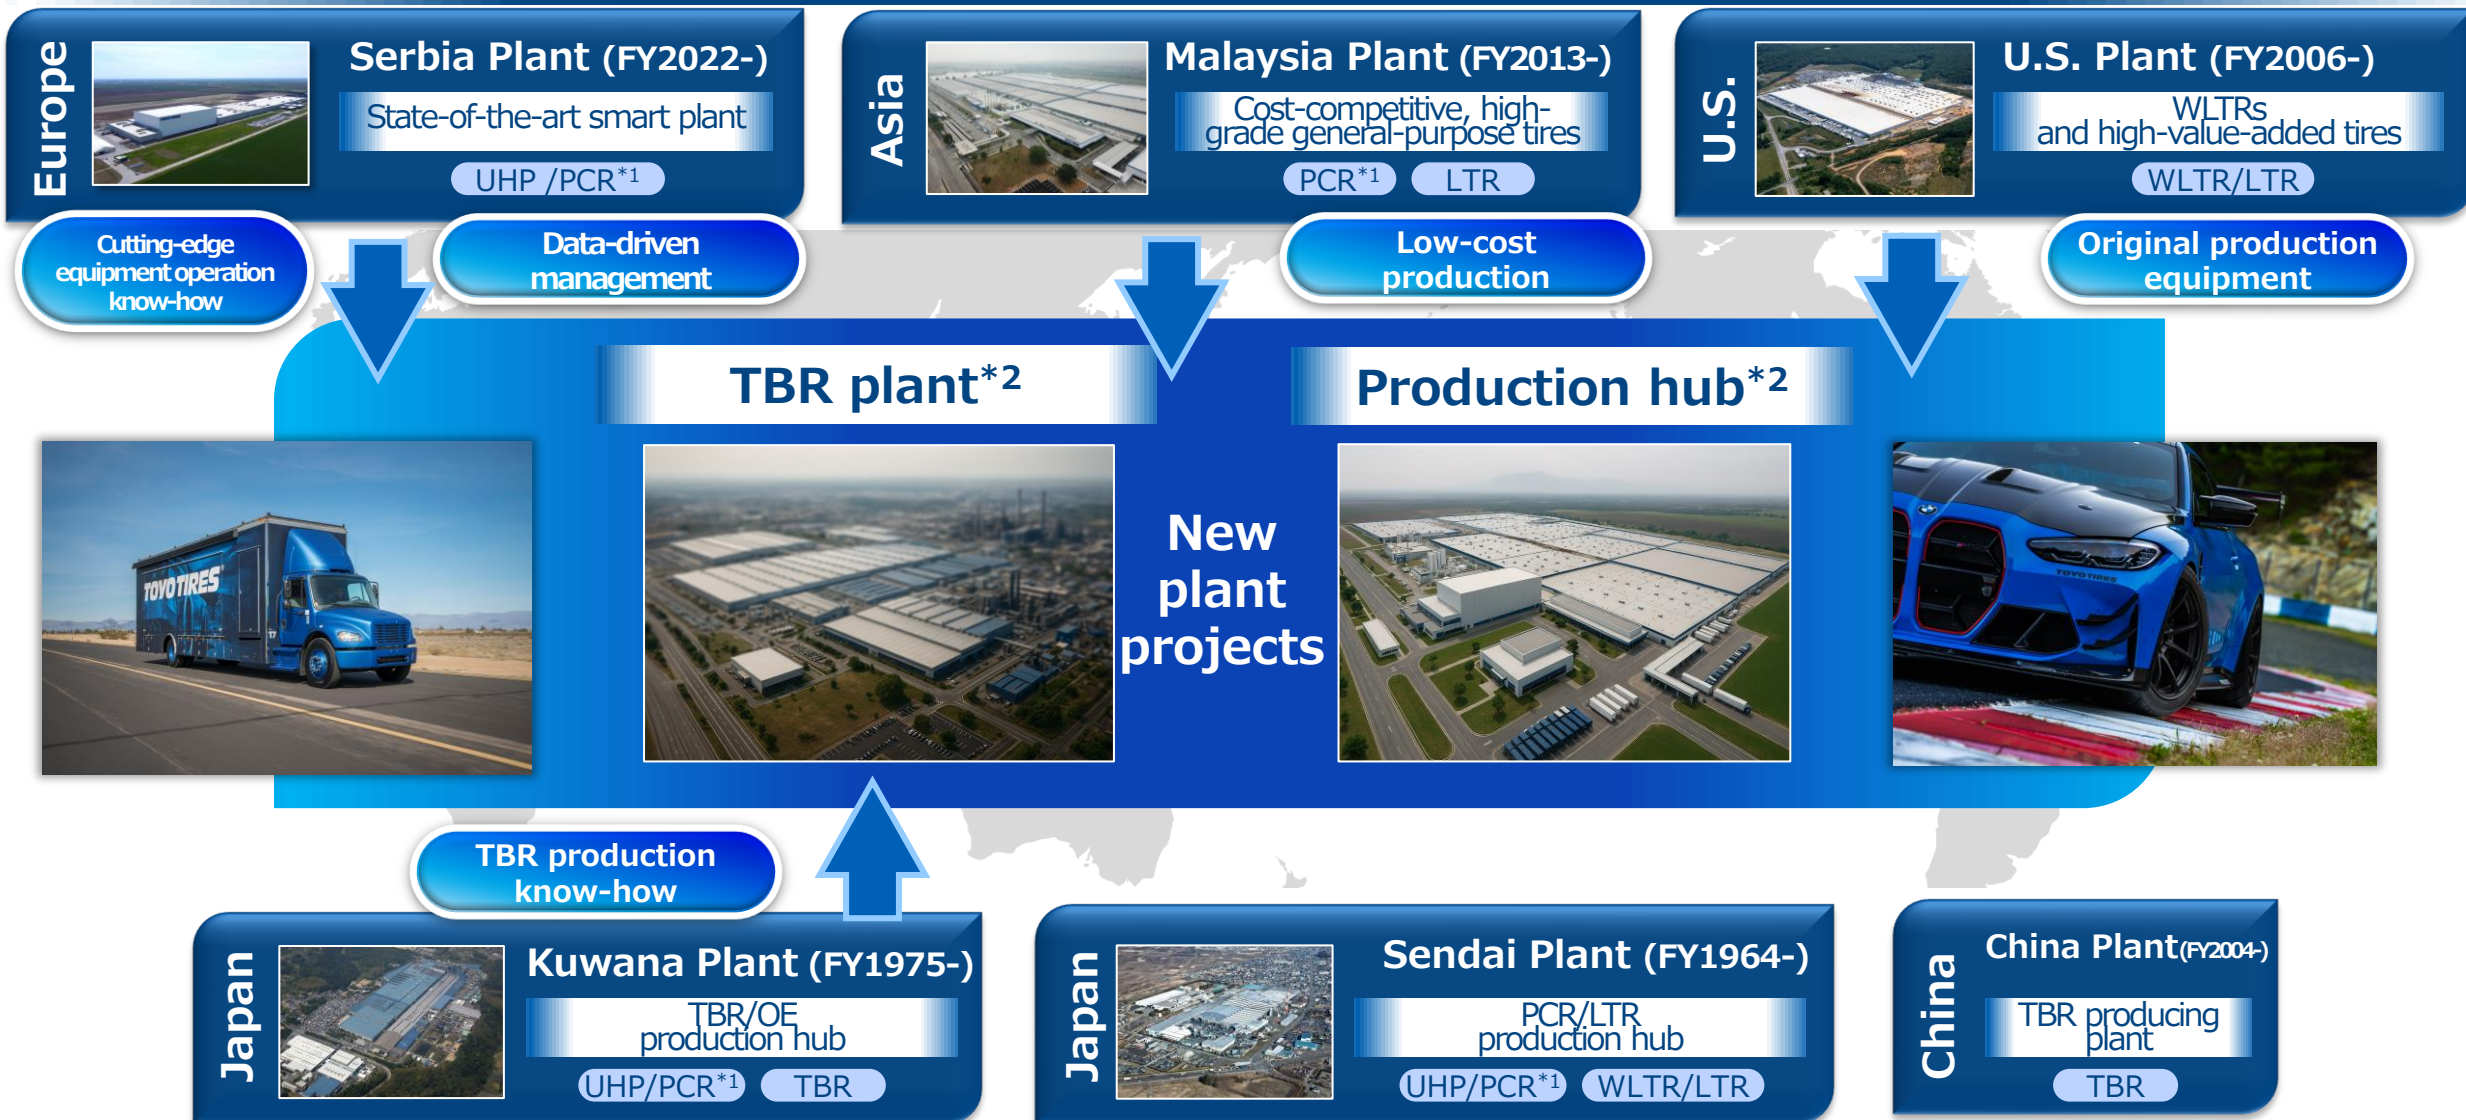 Europe
Serbia Plant (FY2022-)
State-of-the-art smart plant
UHP /PCR*1
Asia
Malaysia Plant (FY2013-)
Cost-competitive, high-
grade general-purpose tires
PCR*1
LTR
U.S.
U.S. Plant (FY2006-)
WLTRs
and high-value-added tires
WLTR/LTR
Cutting-edge
equipment operation
know-how
Data-driven
management
Low-cost
production
Original production
equipment
TBR plant*2
Production hub*2
TOYO TIRES
17
New
plant
projects
TOYO TIRES
TBR production
know-how
Japan
Kuwana Plant (FY1975-)
TBR/OE
production hub
UHP/PCR*1
TBR
Japan
Sendai Plant (FY1964-)
PCR/LTR
production hub
UHP/PCR*1
WLTR/LTR
China
China Plant(FY2004-)
TBR producing
plant
TBR